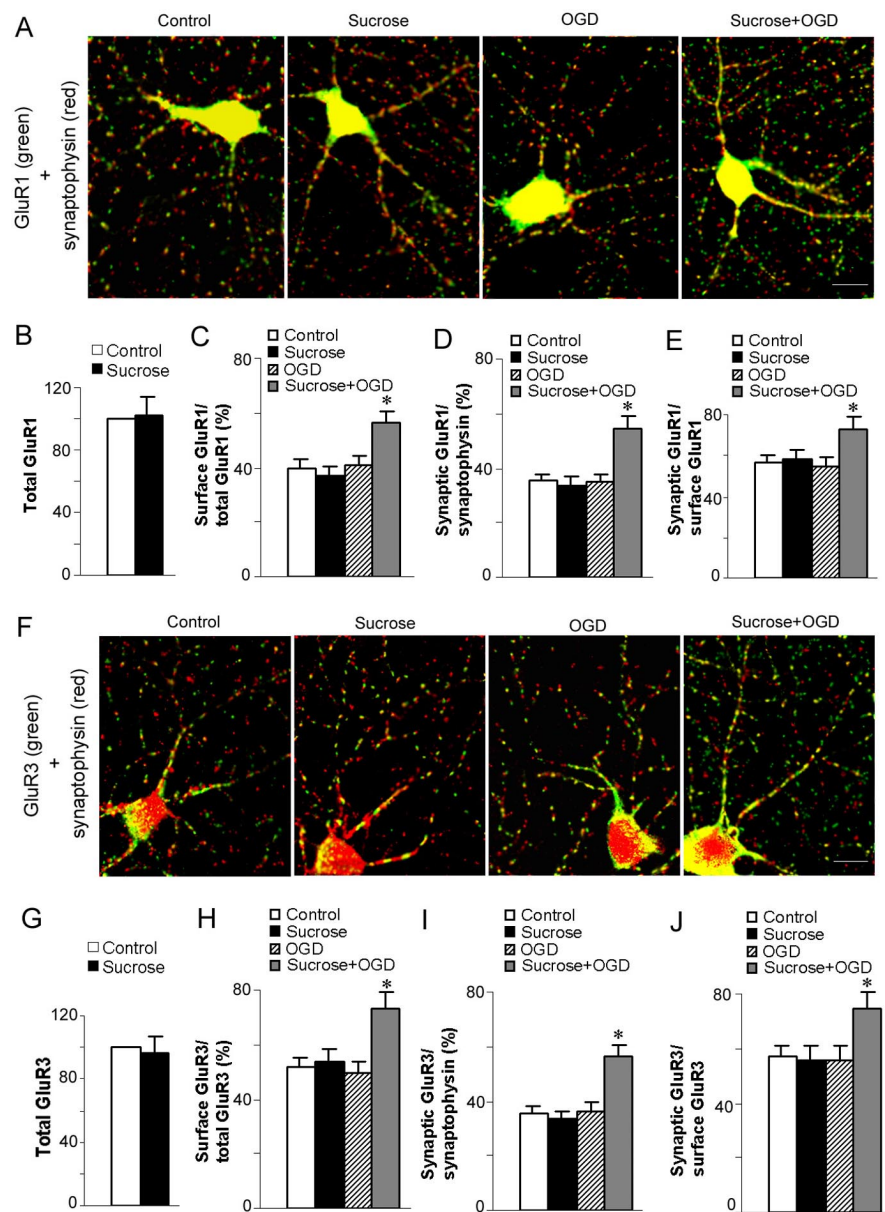 A
Control
Sucrose
OGD
Sucrose+OGD
GluR1 (green)
+
synaptophysin (red)
B
Control
Sucrose
Total GluR1
120
80
40
0
C
Control
Sucrose
OGD
Sucrose+OGD
Surface GluR1/
total GluR1 (%)
80
40
0
*
D
Control
Sucrose
OGD
Sucrose+OGD
Synaptic GluR1/
synaptophysin (%)
80
40
0
*
E
Control
Sucrose
OGD
Sucrose+OGD
Synaptic GluR1/
surface GluR1
80
40
0
*
F
Control
Sucrose
OGD
Sucrose+OGD
GluR3 (green)
+
synaptophysin (red)
G
Control
Sucrose
Total GluR3
120
80
40
0
H
Control
Sucrose
OGD
Sucrose+OGD
Surface GluR3/
total GluR3 (%)
80
40
0
*
I
Control
Sucrose
OGD
Sucrose+OGD
Synaptic GluR3/
synaptophysin (%)
80
40
0
*
J
Control
Sucrose
OGD
Sucrose+OGD
Synaptic GluR3/
surface GluR3
80
40
0
*